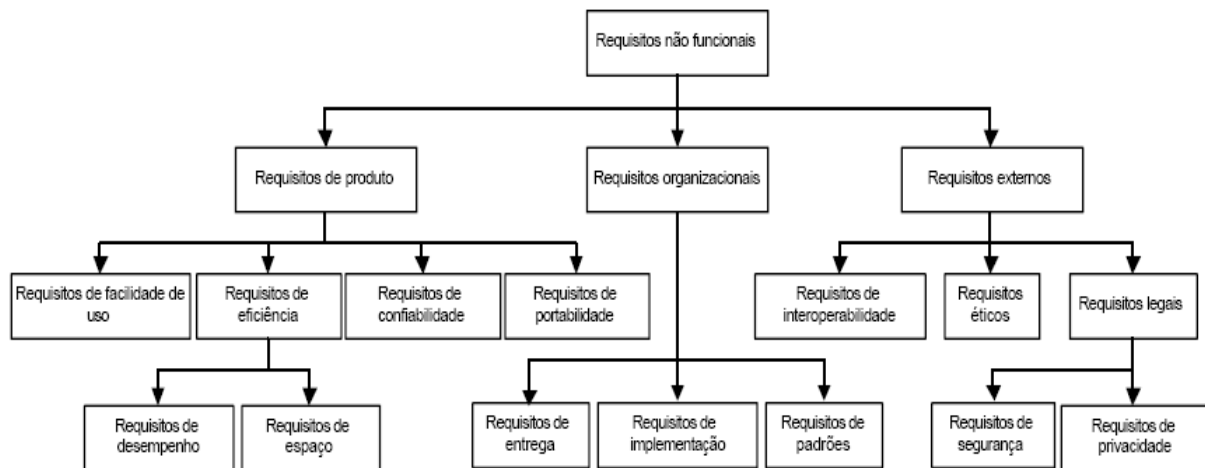 Requisitos não funcionais
Requisitos de produto
Requisitos organizacionais
Requisitos externos
Requisitos de facilidade de
uso
Requisitos de
eficiência
Requisitos de
confiabilidade
Requisitos de
portabilidade
Requisitos de
interoperabilidade
Requisitos
éticos
Requisitos legais
Requisitos de
desempenho
Requisitos de
espaço
Requisitos de
entrega
Requisitos de
implementação
Requisitos de
padrões
Requisitos de
segurança
Requisitos de
privacidade